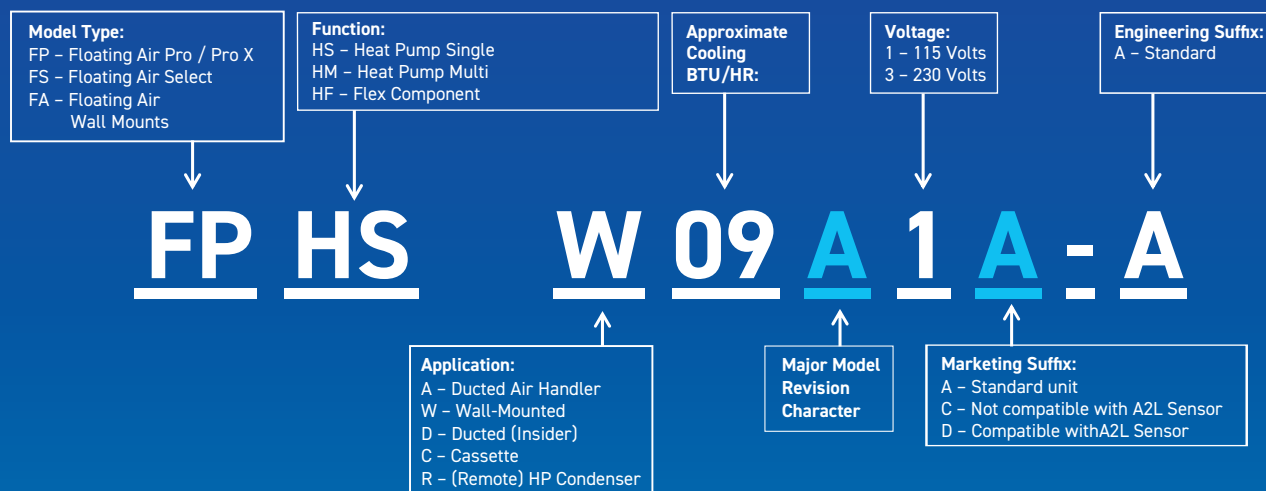 Model Type:
FP – Floating Air Pro / Pro X
FS – Floating Air Select
FA – Floating Air
Wall Mounts
Function:
HS – Heat Pump Single
HM – Heat Pump Multi
HF – Flex Component
Approximate
Cooling
BTU/HR:
Voltage:
1 – 115 Volts
3 – 230 Volts
Engineering Suffix:
A – Standard
FP HS W 09 A 1 A - A
Application:
A – Ducted Air Handler
W – Wall-Mounted
D – Ducted (Insider)
C – Cassette
R – (Remote) HP Condenser
Major Model
Revision
Character
Marketing Suffix:
A – Standard unit
C – Not compatible with A2L Sensor
D – Compatible withA2L Sensor